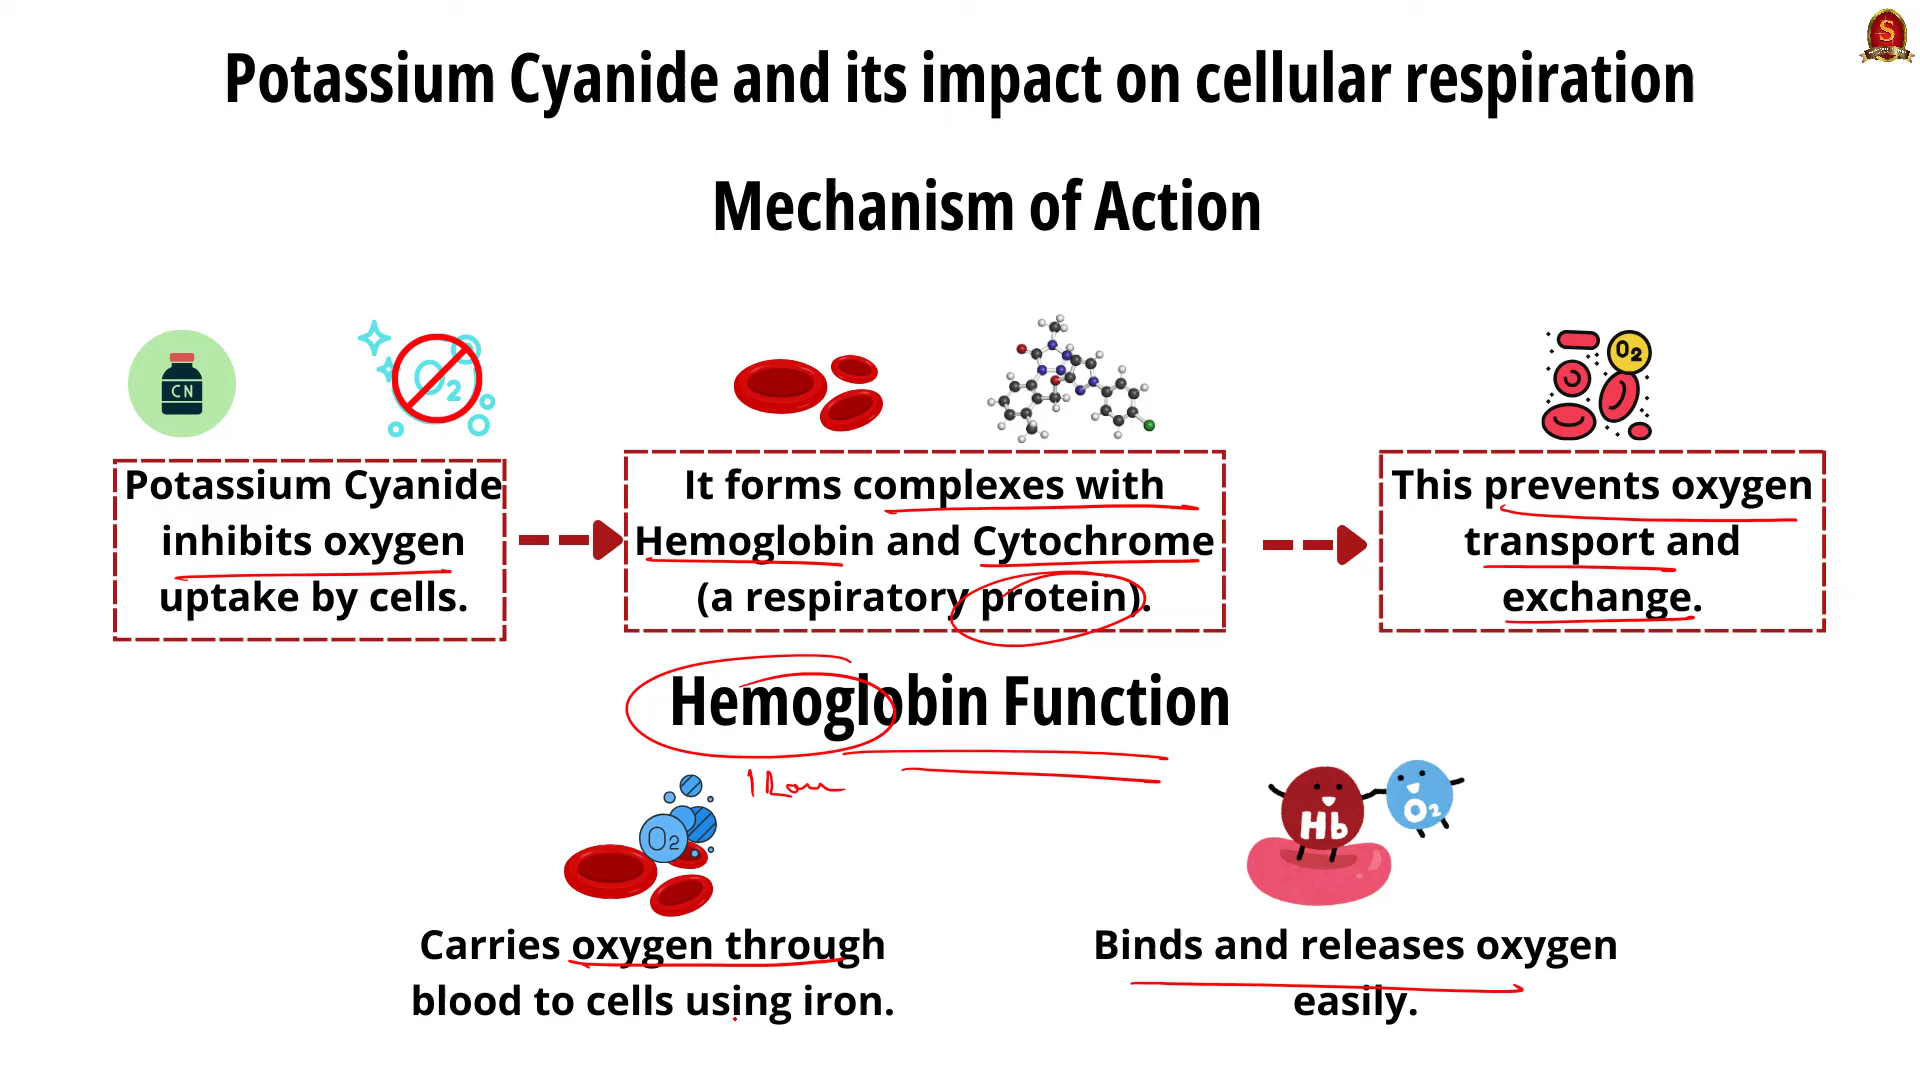 S
Potassium Cyanide and its impact on cellular respiration
Mechanism of Action
CN
O2
O2
Potassium Cyanide
inhibits oxygen
uptake by cells.
It forms complexes with
Hemoglobin and Cytochrome
(a respiratory protein).
This prevents oxygen
transport and
exchange.
Hemoglobin Function
Iron
O2
Hb
O2
Carries oxygen through
blood to cells using iron.
Binds and releases oxygen
easily.